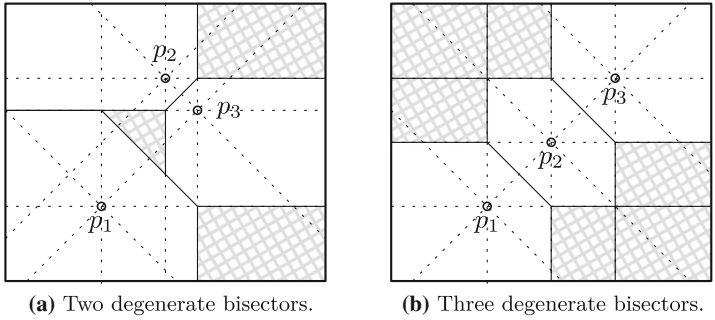 p2
p3
p1
p3
p2
p1
(a) Two degenerate bisectors.
(b) Three degenerate bisectors.